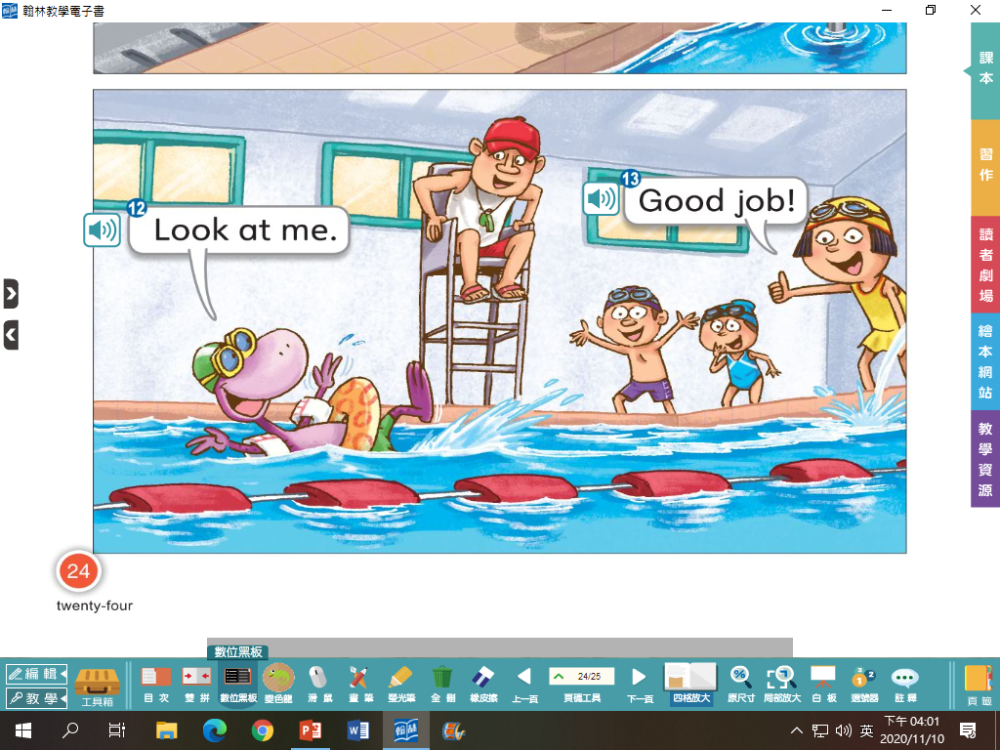 翰林教學電子書
課本
習作
讀者劇場
繪本網站
教學資源
12
Look at me.
13
Good job!
24
twenty-four
數位黑板
編輯
教學
工具箱
目次
雙拼
數位黑板
變色龍
滑鼠
畫筆
螢光筆
全刪
橡皮擦
上一頁
24/25
頁碼工具
下一頁
四格放大
原尺寸
局部放大
白板
選號器
註釋
頁籤
英
下午 04:01
2020/11/10